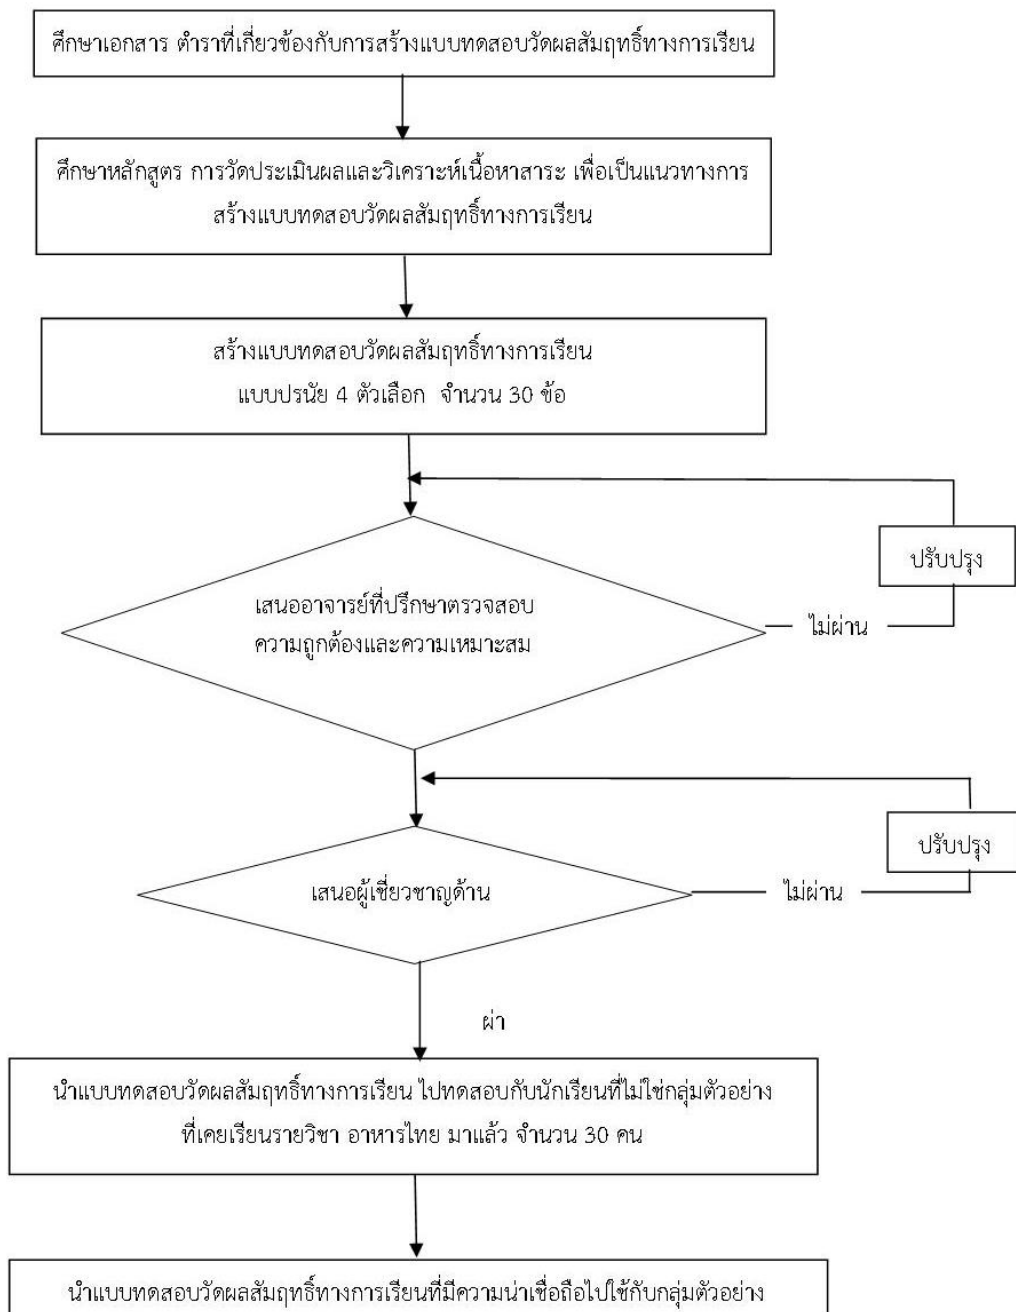 ศึกษาเอกสาร ตำราที่เกี่ยวข้องกับการสร้างแบบทดสอบวัดผลสัมฤทธิ์ทางการเรียน
ศึกษาหลักสูตร การวัดประเมินผลและวิเคราะห์เนื้อหาสาระ เพื่อเป็นแนวทางการ
สร้างแบบทดสอบวัดผลสัมฤทธิ์ทางการเรียน
สร้างแบบทดสอบวัดผลสัมฤทธิ์ทางการเรียน
แบบปรนัย 4 ตัวเลือก จำนวน 30 ข้อ
ปรับปรุง
เสนออาจารย์ที่ปรึกษาตรวจสอบ
ความถูกต้องและความเหมาะสม
ไม่ผ่าน
ปรับปรุง
เสนอผู้เชี่ยวชาญด้าน
ไม่ผ่าน
ผ่า
นำแบบทดสอบวัดผลสัมฤทธิ์ทางการเรียน ไปทดสอบกับนักเรียนที่ไม่ใช่กลุ่มตัวอย่าง
ที่เคยเรียนรายวิชา อาหารไทย มาแล้ว จำนวน 30 คน
นำแบบทดสอบวัดผลสัมฤทธิ์ทางการเรียนที่มีความน่าเชื่อถือไปใช้กับกลุ่มตัวอย่าง